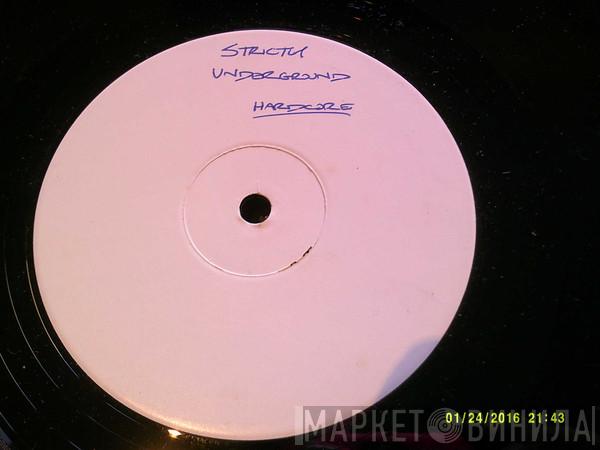 STRICTLY
UNDERGROUND
HARDCORE
01/24/2016 21:43
МАРКЕТ ВИНИЛА